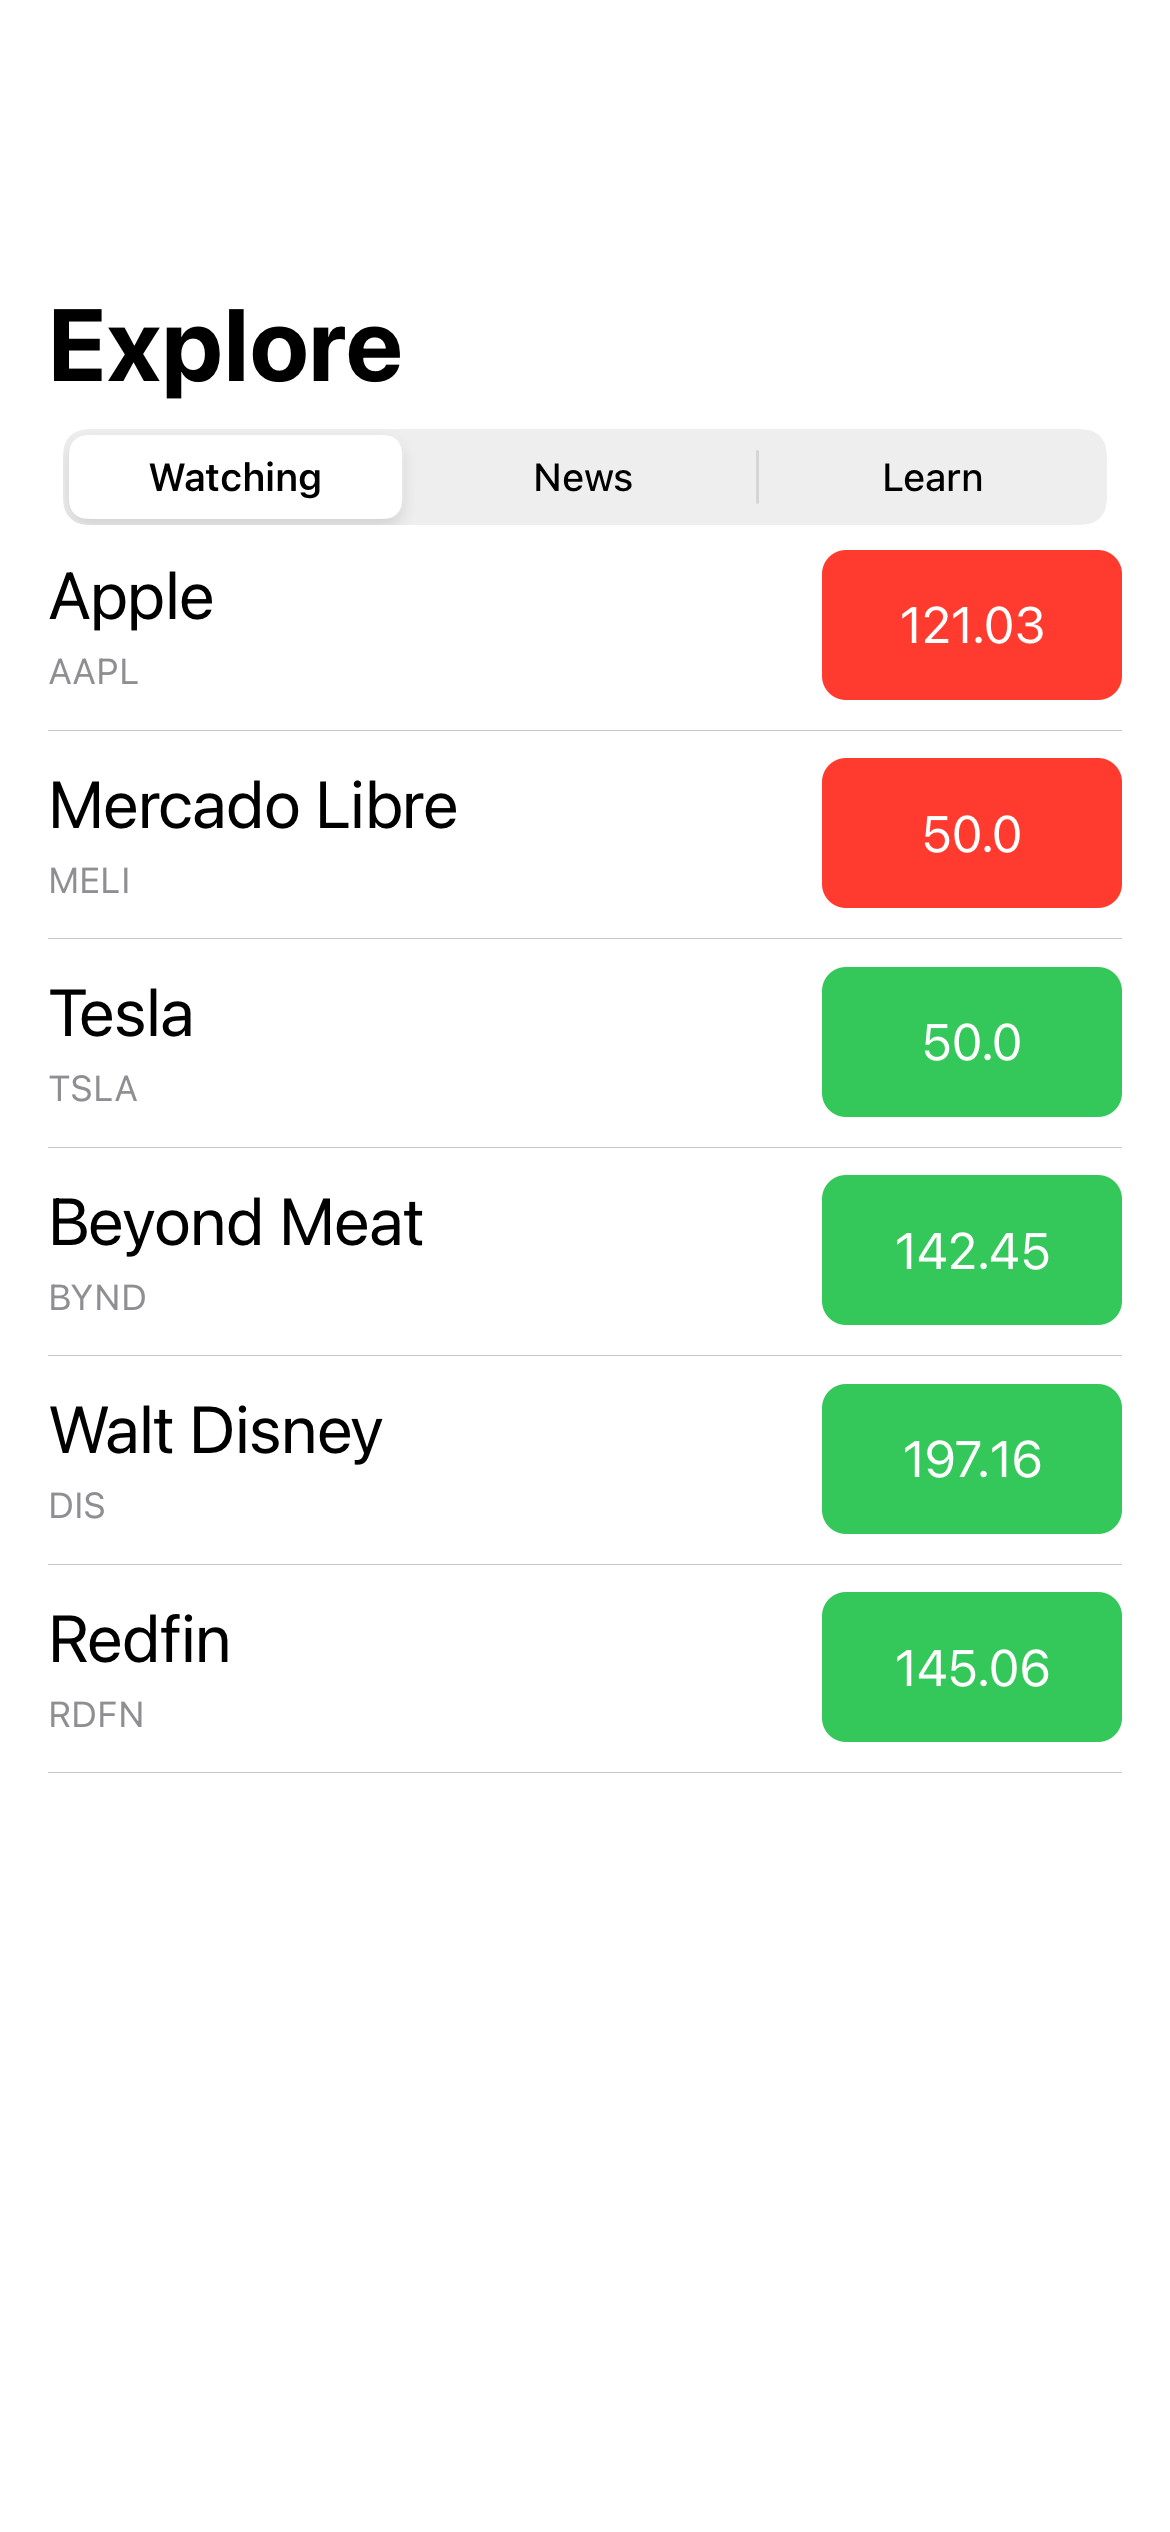 Explore
Watching News Learn
Apple
AAPL
121.03
Mercado Libre
MELI
50.0
Tesla
TSLA
50.0
Beyond Meat
BYND
142.45
Walt Disney
DIS
197.16
Redfin
RDFN
145.06